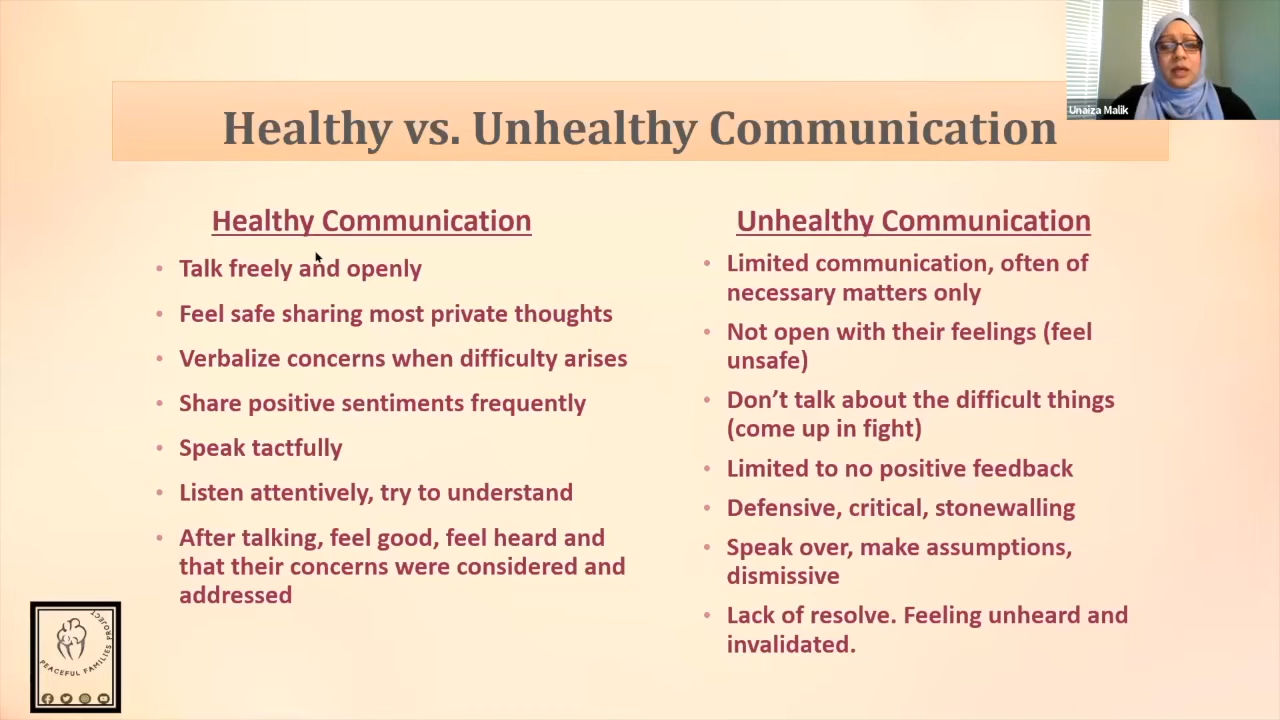 Unaiza Malik
Healthy vs. Unhealthy Communication
Healthy Communication
• Talk freely and openly
• Feel safe sharing most private thoughts
• Verbalize concerns when difficulty arises
• Share positive sentiments frequently
• Speak tactfully
• Listen attentively, try to understand
• After talking, feel good, feel heard and
that their concerns were considered and
addressed
Unhealthy Communication
• Limited communication, often of
necessary matters only
• Not open with their feelings (feel
unsafe)
• Don’t talk about the difficult things
(come up in fight)
• Limited to no positive feedback
• Defensive, critical, stonewalling
• Speak over, make assumptions,
dismissive
• Lack of resolve. Feeling unheard and
invalidated.
PEACEFUL FAMILIES PROJECT